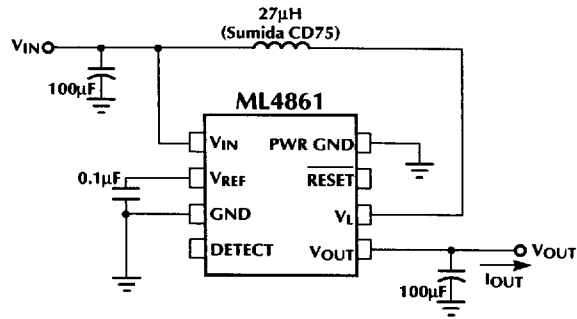 27μH
(Sumida CD75)
VIN
100μF
ML4861
VIN
PWR GND
0.1μF
VREF
RESET
GND
VL
DETECT
VOUT
VOUT
IOUT
100μF